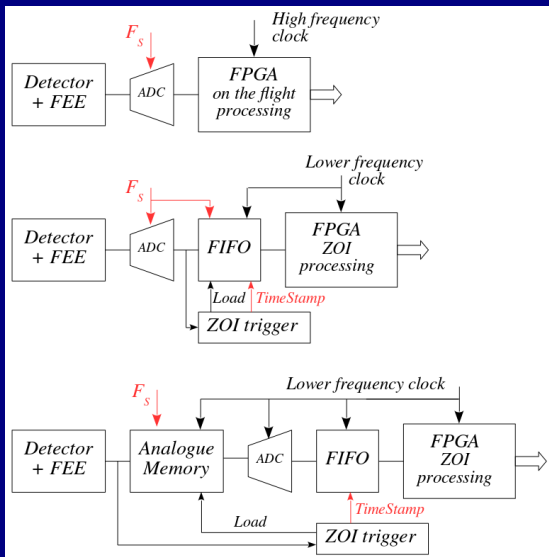 High frequency
clock
F_s
Detector
+ FEE
ADC
FPGA
on the flight
processing
Lower frequency
clock
F_s
Detector
+ FEE
ADC
FIFO
FPGA
ZOI
processing
Load
TimeStamp
ZOI trigger
Lower frequency clock
F_s
Detector
+ FEE
Analogue
Memory
ADC
FIFO
FPGA
ZOI
processing
TimeStamp
Load
ZOI trigger